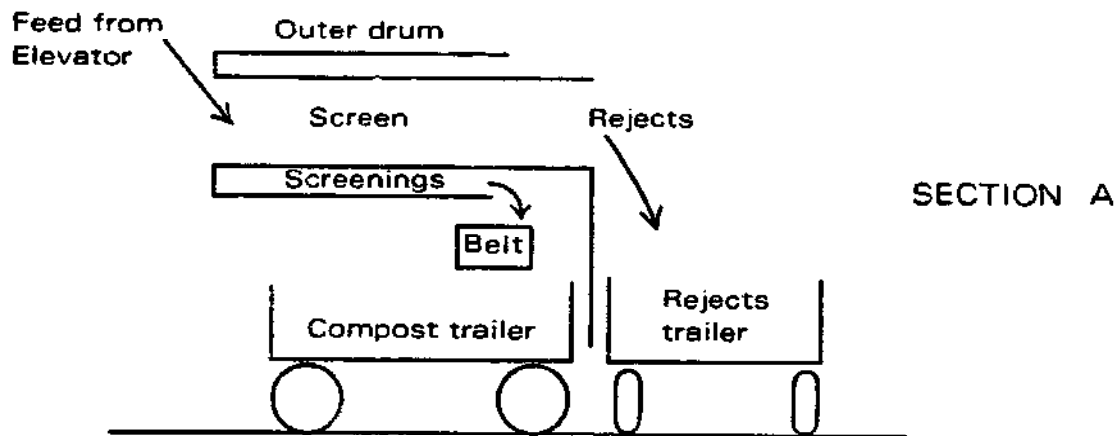 Feed from
Elevator
Outer drum
Screen
Rejects
Screenings
SECTION A
Belt
Compost trailer
Rejects
trailer